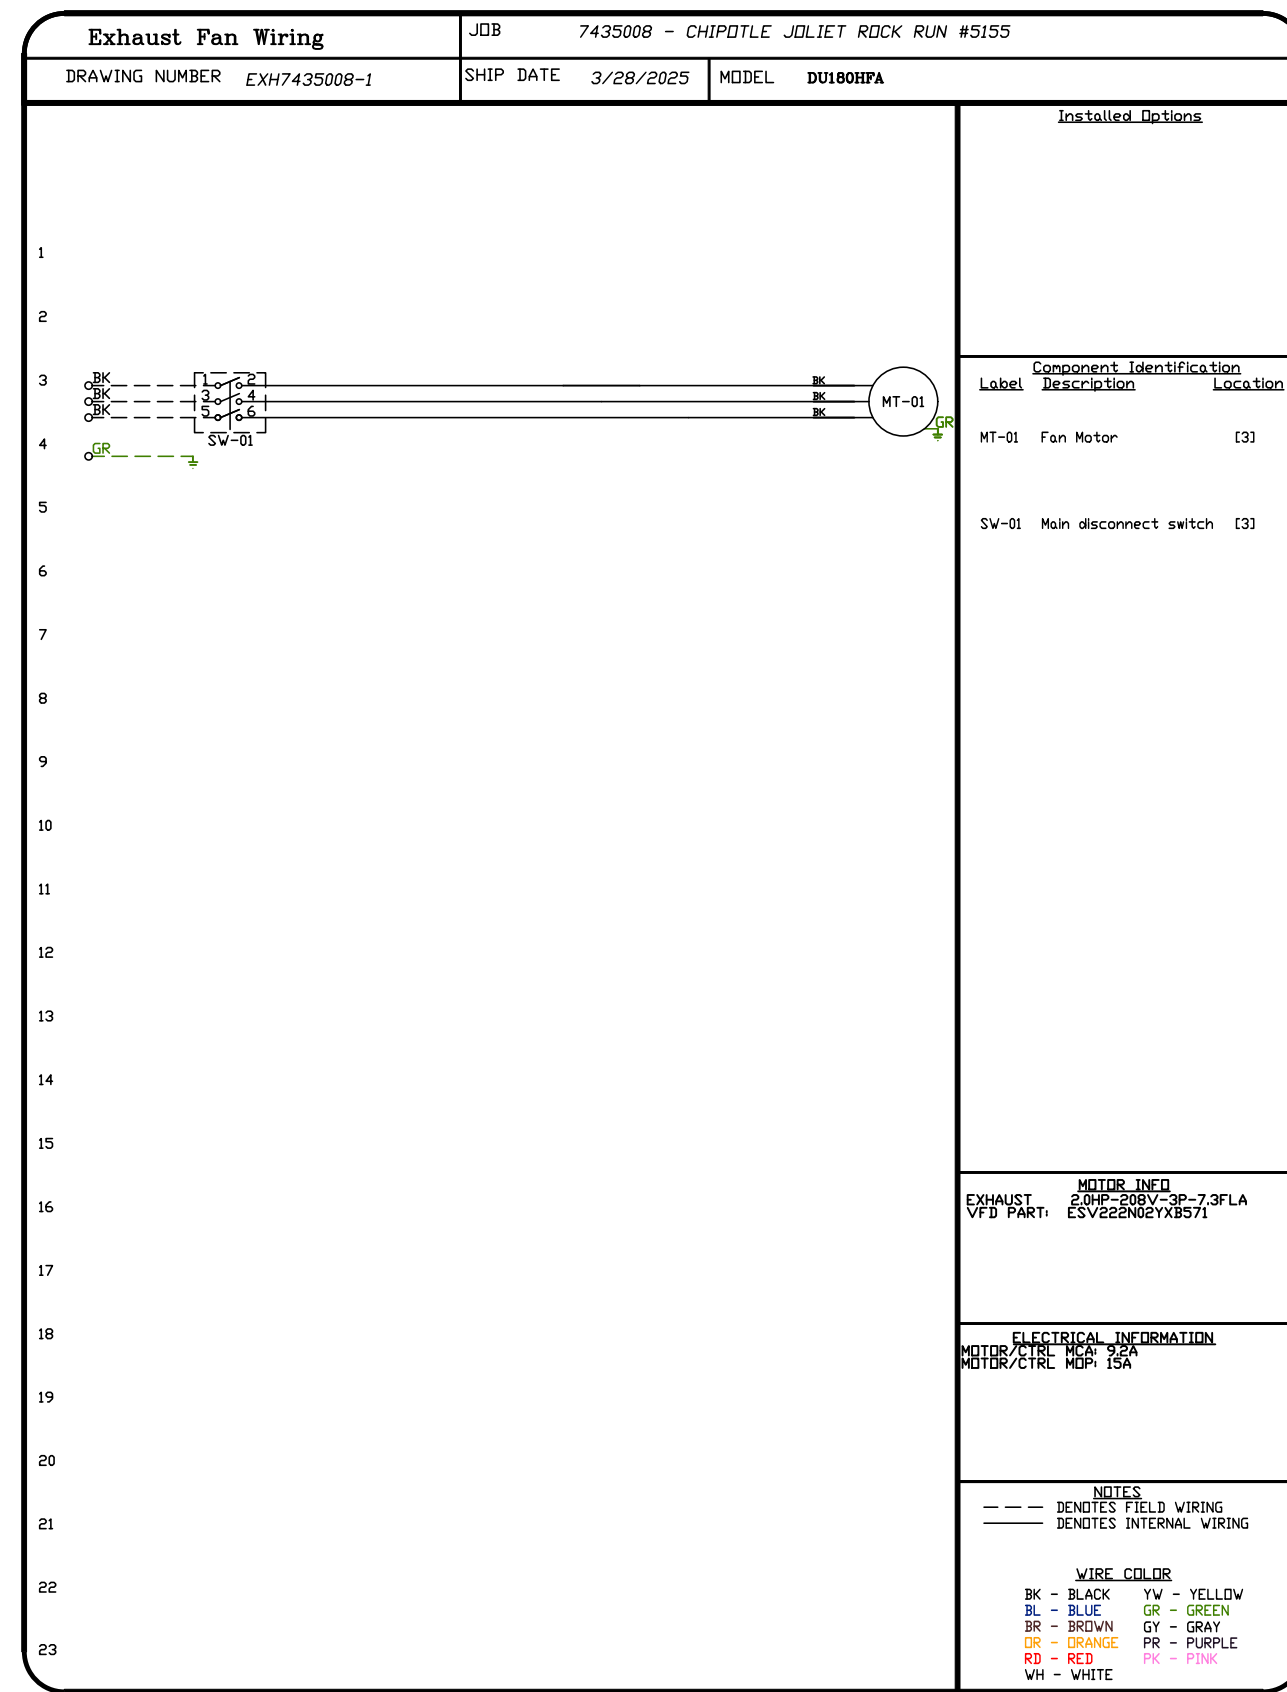 Exhaust Fan Wiring
JOB 7435008 - CHIPOTLE JOLIET ROCK RUN #5155
DRAWING NUMBER EXH7435008-1
SHIP DATE 3/28/2025
MODEL DU180HFA
Installed Options
1
2
3
BK 1 2 BK
BK 3 4 BK
BK 5 6 BK
MT-01
GR
SW-01
4
GR
5
6
7
8
9
10
11
12
13
14
15
16
17
18
19
20
21
22
23
Component Identification
Label Description Location
MT-01 Fan Motor [3]
SW-01 Main disconnect switch [3]
MOTOR INFO
EXHAUST 2.0HP-208V-3P-7.3FLA
VFD PART: ESV222N02YXB571
ELECTRICAL INFORMATION
MOTOR/CTRL MCA: 9.2A
MOTOR/CTRL MOP: 15A
NOTES
DENOTES FIELD WIRING
DENOTES INTERNAL WIRING
WIRE COLOR
BK - BLACK YW - YELLOW
BL - BLUE GR - GREEN
BR - BROWN GY - GRAY
OR - ORANGE PR - PURPLE
RD - RED PK - PINK
WH - WHITE